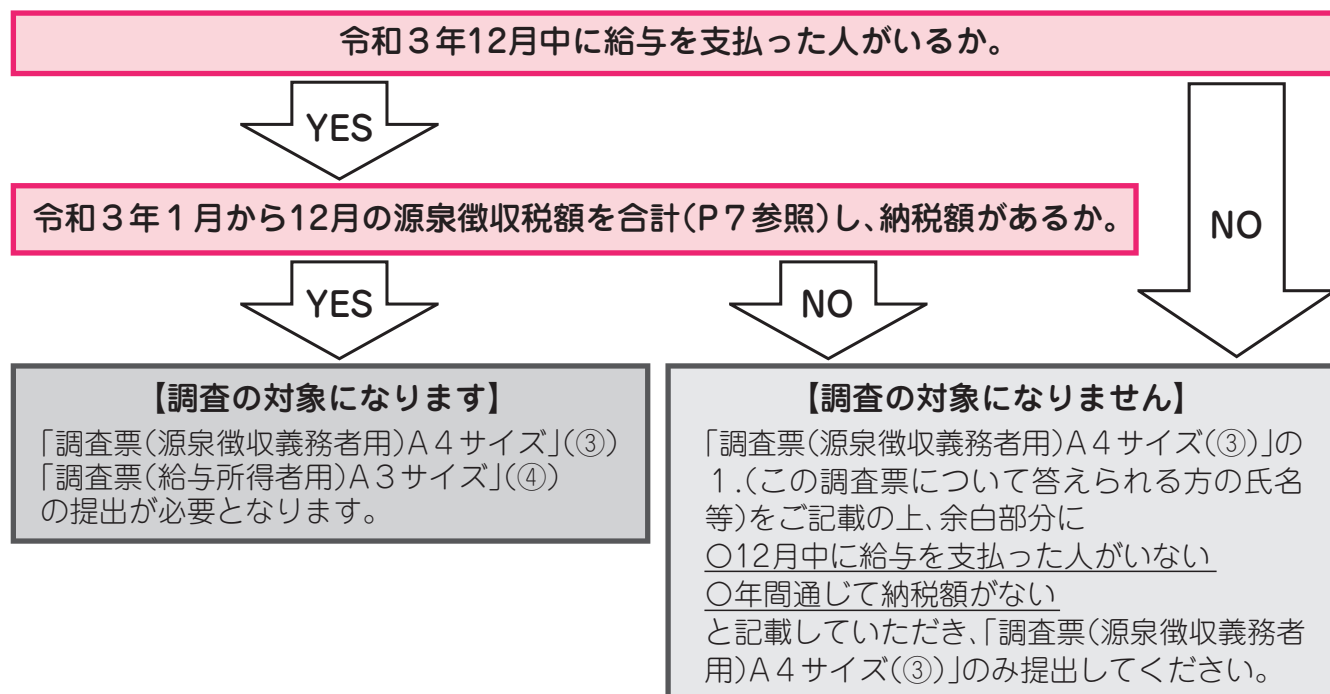 令和３年12月中に給与を支払った人がいるか。
YES
令和３年１月から12月の源泉徴収税額を合計(P７参照)し、納税額があるか。
NO
YES
NO
【調査の対象になります】
「調査票(源泉徴収義務者用)A４サイズ」(③)
「調査票(給与所得者用)A３サイズ」(④)
の提出が必要となります。
【調査の対象になりません】
「調査票(源泉徴収義務者用)A４サイズ(③)」の
１.(この調査票について答えられる方の氏名
等)をご記載の上、余白部分に
○12月中に給与を支払った人がいない
○年間通じて納税額がない
と記載していただき、「調査票(源泉徴収義務者
用)A４サイズ(③)」のみ提出してください。